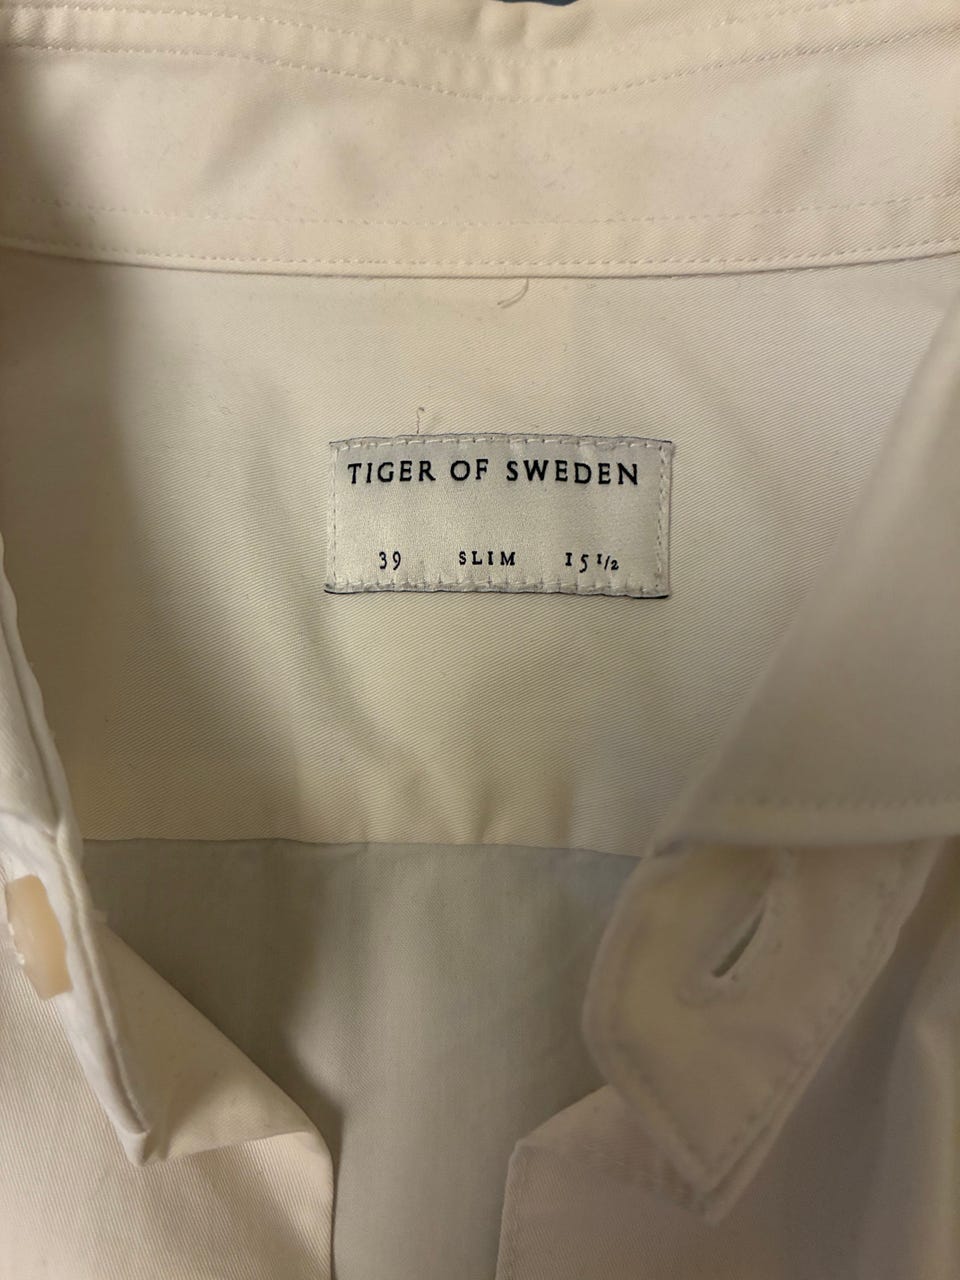 TIGER OF SWEDEN
39 SLIM 15 1/2